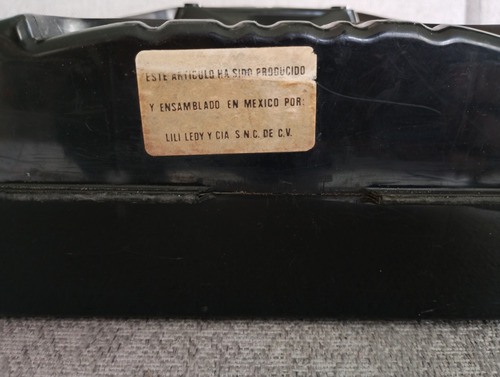 ESTE ARTICULO HA SIDO PRODUCIDO
Y ENSAMBLADO EN MEXICO POR:
LILI LEDY Y CIA S.N.C. DE C.V.